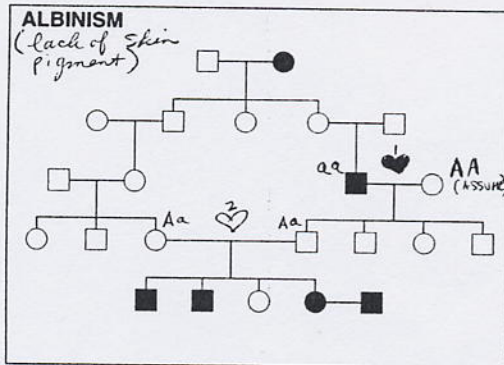 ALBINISM
(lack of skin
pigment)
1
aa
AA
(ASSUME)
2
Aa
Aa